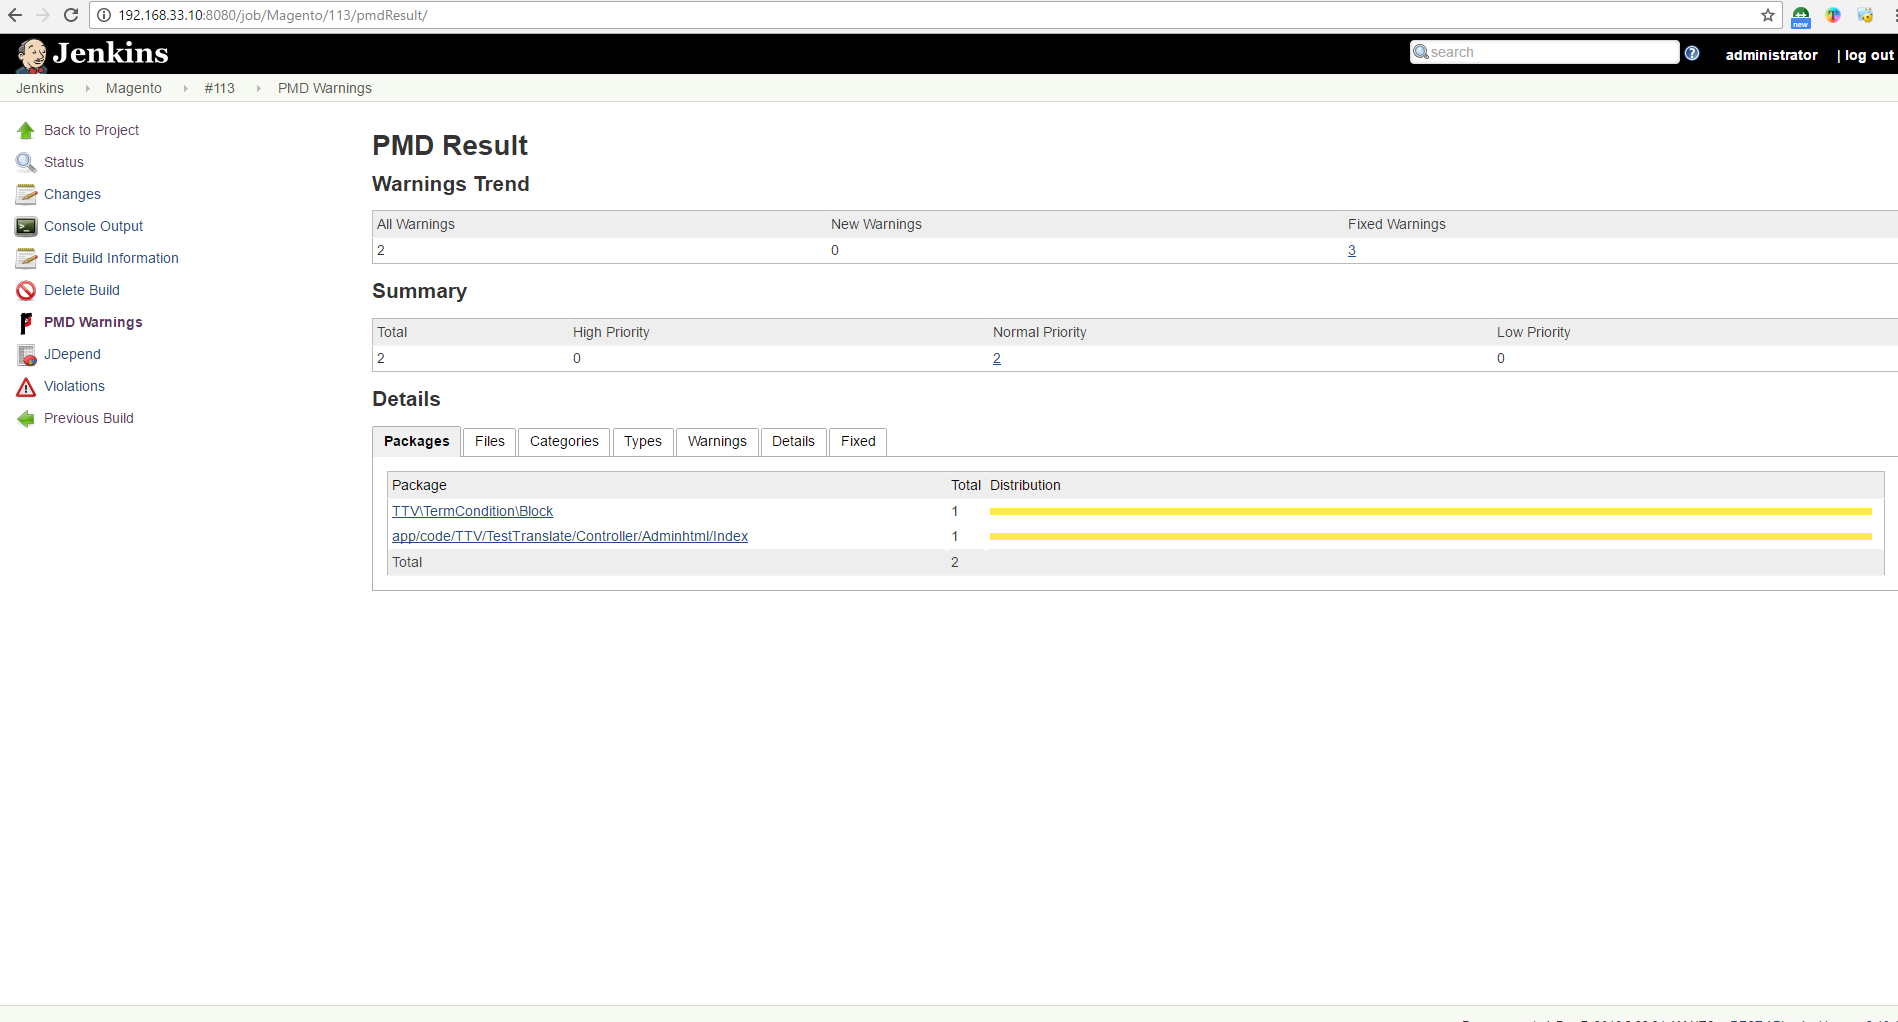 192.168.33.10:8080/job/Magento/113/pmdResult/
new
Jenkins
search
administrator
| log out
Jenkins Magento #113 PMD Warnings
Back to Project
Status
Changes
Console Output
Edit Build Information
Delete Build
PMD Warnings
JDepend
Violations
Previous Build
PMD Result
Warnings Trend
All Warnings New Warnings Fixed Warnings
2 0 3
Summary
Total High Priority Normal Priority Low Priority
2 0 2 0
Details
Packages Files Categories Types Warnings Details Fixed
Package Total Distribution
TTV\TermCondition\Block 1
app/code/TTV/TestTranslate/Controller/Adminhtml/Index 1
Total 2